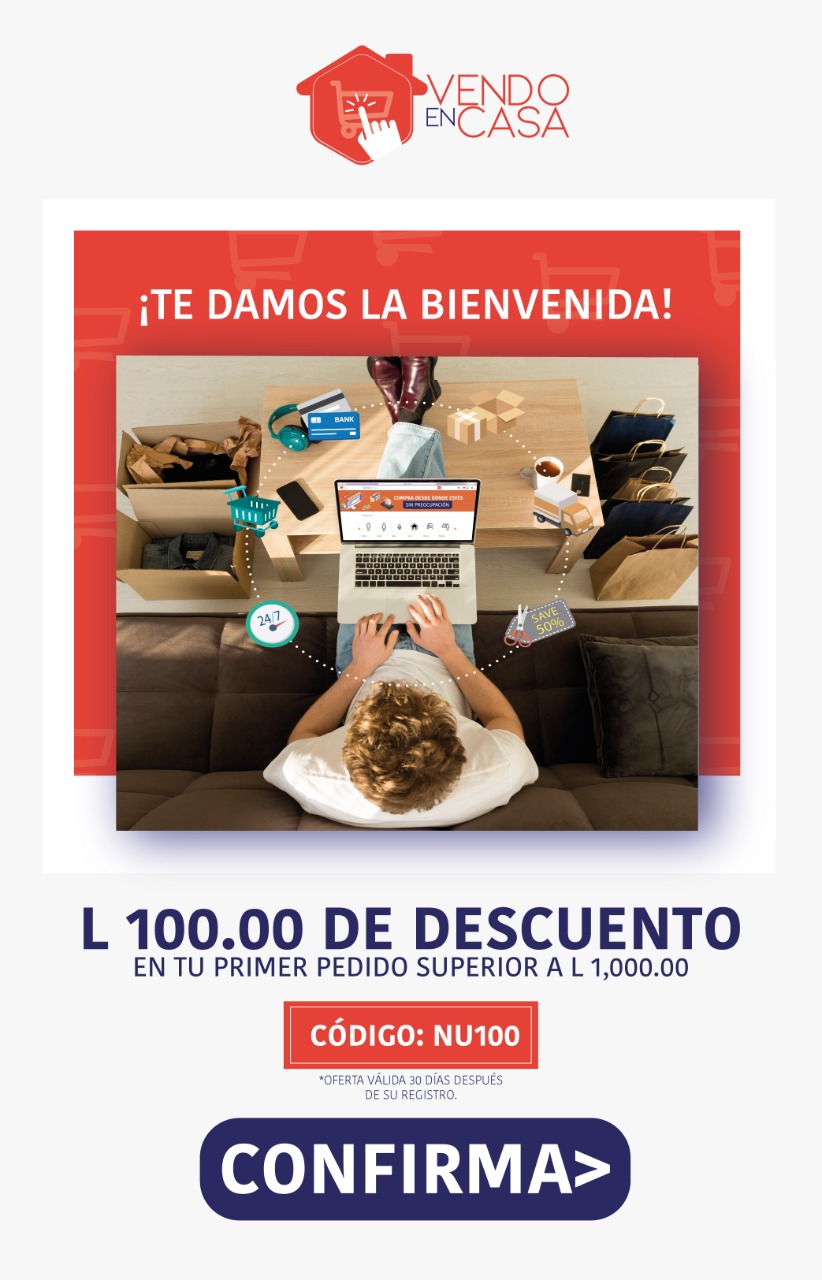 VENDO
EN CASA
¡TE DAMOS LA BIENVENIDA!
BANK
COMPRA DESDE DONDE ESTES
SIN PREOCUPACIÓN
24/7
SAVE
50%
L 100.00 DE DESCUENTO
EN TU PRIMER PEDIDO SUPERIOR A L 1,000.00
CÓDIGO: NU100
*OFERTA VÁLIDA 30 DÍAS DESPUÉS
DE SU REGISTRO.
CONFIRMA>